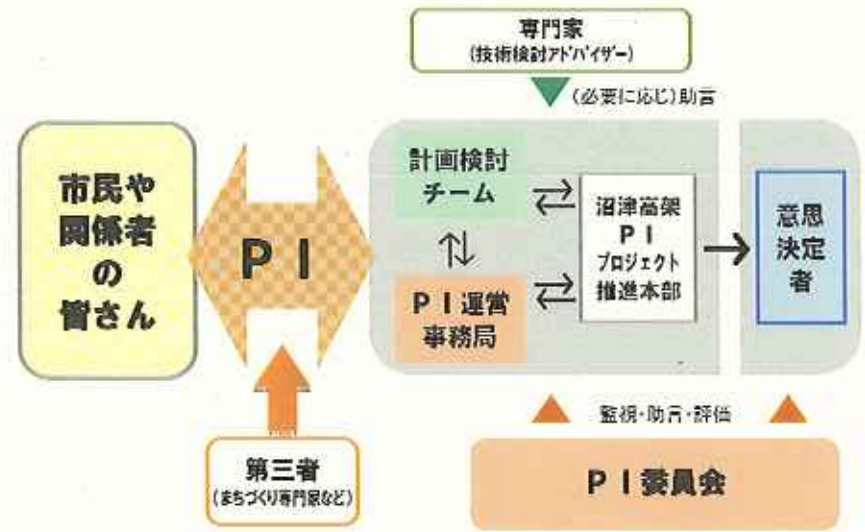 専門家
(技術検討アドバイザー)
(必要に応じ)助言
市民や
関係者
の
皆さん
PI
計画検討
チーム
PI運営
事務局
沼津高架
PI
プロジェクト
推進本部
意思
決定
者
監視・助言・評価
第三者
(まちづくり専門家など)
PI委員会